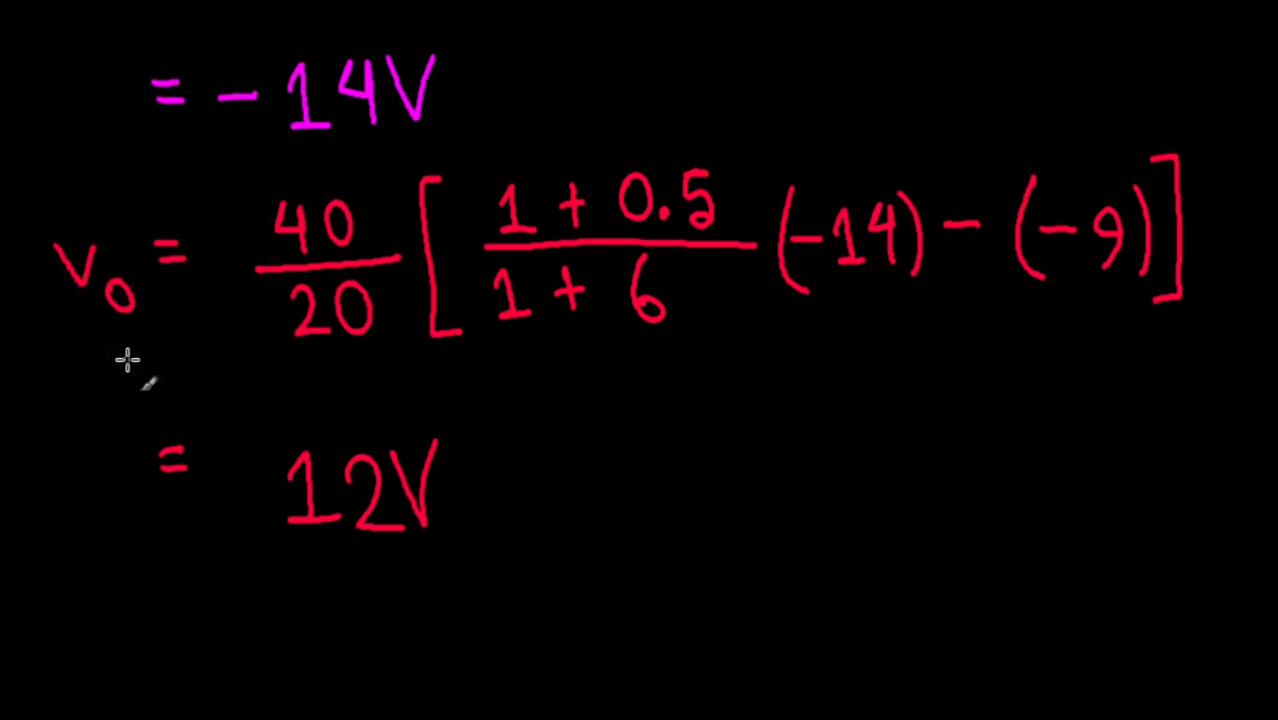 = - 14V
v₀ = 40/20 [ 1 + 0.5 / 1 + 6 (-14) - (-9) ]
= 12V